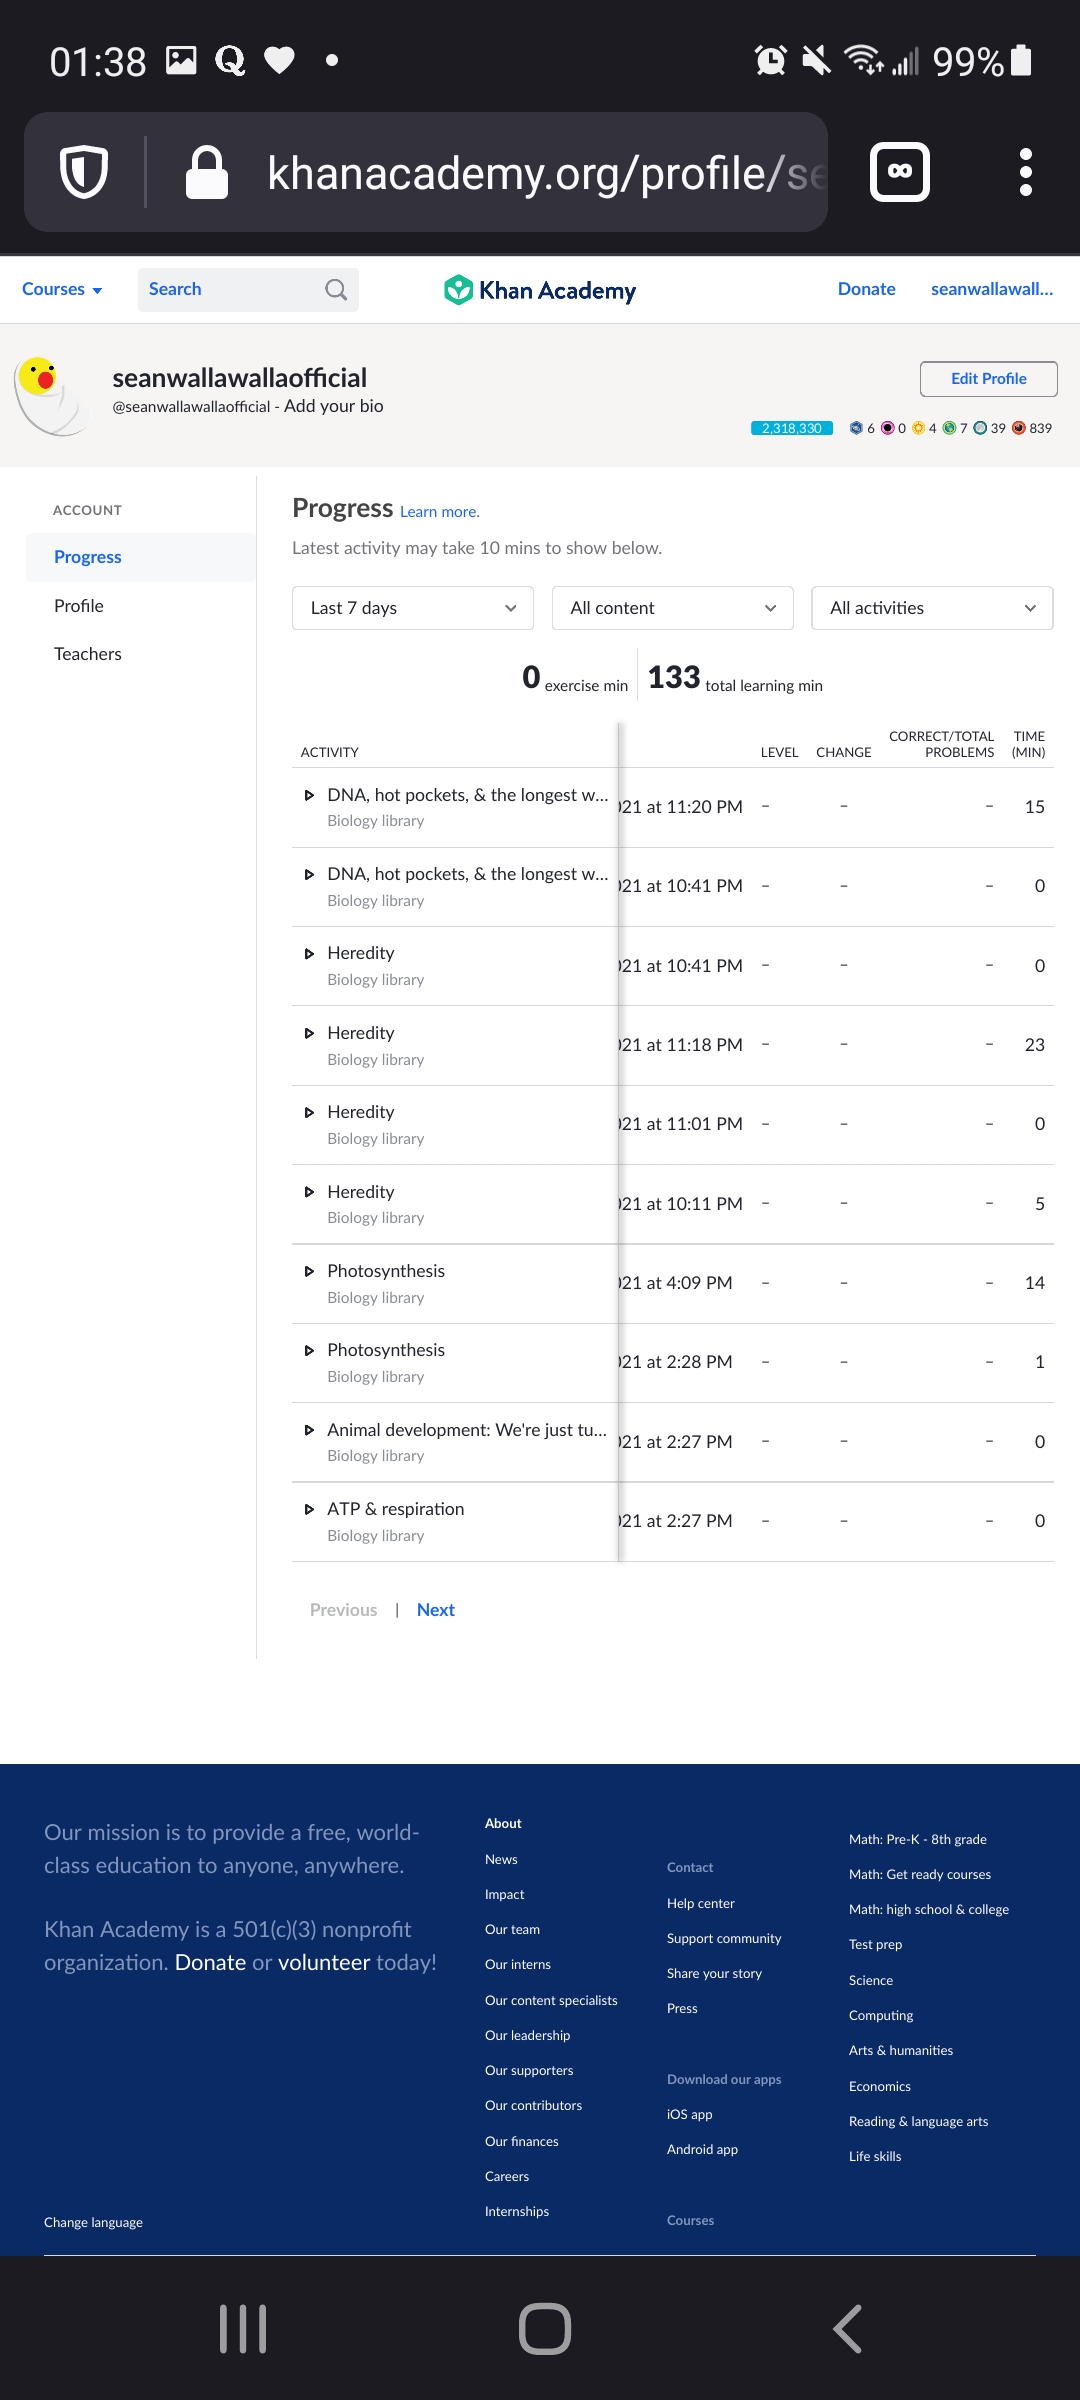 01:38
99%
khanacademy.org/profile/se
Courses
Search
Khan Academy
Donate
seanwallawall...
seanwallawallaofficial
@seanwallawallaofficial - Add your bio
Edit Profile
2,318,330 6 0 4 7 39 839
ACCOUNT
Progress
Profile
Teachers
Progress Learn more.
Latest activity may take 10 mins to show below.
Last 7 days
All content
All activities
0 exercise min
133 total learning min
ACTIVITY LEVEL CHANGE CORRECT/TOTAL PROBLEMS TIME (MIN)
DNA, hot pockets, & the longest w... 021 at 11:20 PM – – – 15
Biology library
DNA, hot pockets, & the longest w... 021 at 10:41 PM – – – 0
Biology library
Heredity 021 at 10:41 PM – – – 0
Biology library
Heredity 021 at 11:18 PM – – – 23
Biology library
Heredity 021 at 11:01 PM – – – 0
Biology library
Heredity 021 at 10:11 PM – – – 5
Biology library
Photosynthesis 021 at 4:09 PM – – – 14
Biology library
Photosynthesis 021 at 2:28 PM – – – 1
Biology library
Animal development: We're just tu... 021 at 2:27 PM – – – 0
Biology library
ATP & respiration 021 at 2:27 PM – – – 0
Biology library
Previous | Next
Our mission is to provide a free, world-
class education to anyone, anywhere.
Khan Academy is a 501(c)(3) nonprofit
organization. Donate or volunteer today!
Change language
About
News
Impact
Our team
Our interns
Our content specialists
Our leadership
Our supporters
Our contributors
Our finances
Careers
Internships
Contact
Help center
Support community
Share your story
Press
Download our apps
iOS app
Android app
Courses
Math: Pre-K - 8th grade
Math: Get ready courses
Math: high school & college
Test prep
Science
Computing
Arts & humanities
Economics
Reading & language arts
Life skills